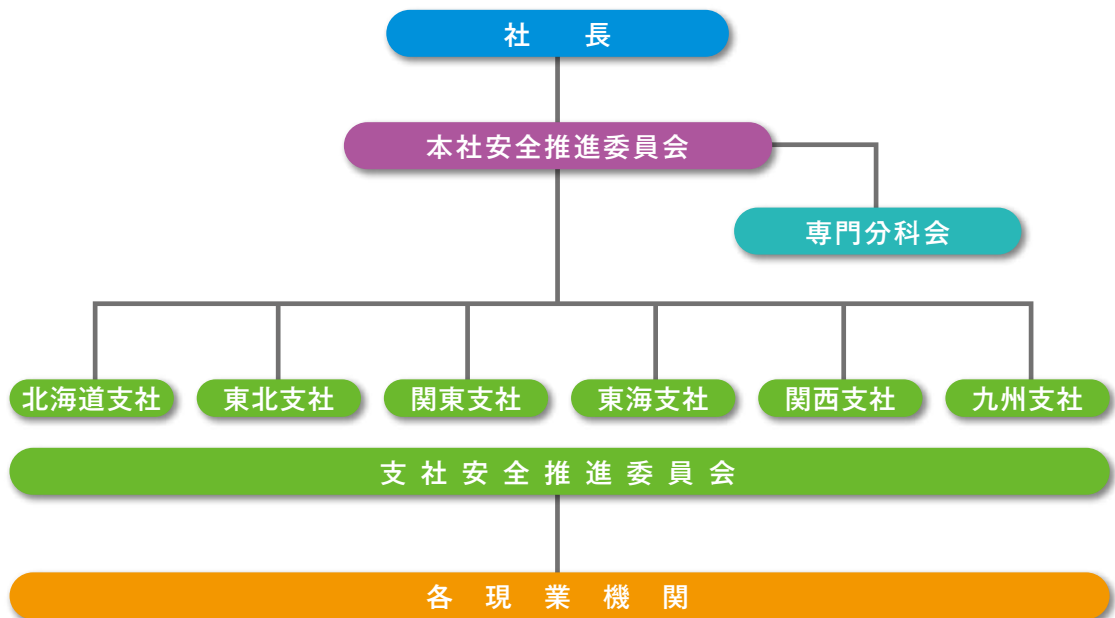 社長
本社安全推進委員会
専門分科会
北海道支社 東北支社 関東支社 東海支社 関西支社 九州支社
支社安全推進委員会
各現業機関